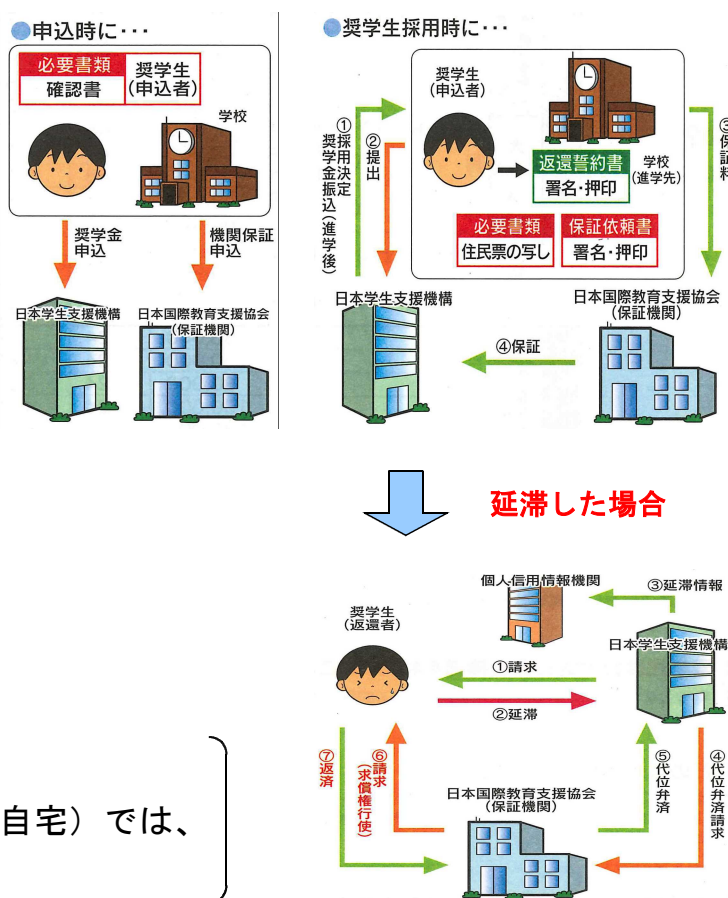 ●申込時に･･･
必要書類
確認書
奨学生
(申込者)
学校
奨学金
申込
機関保証
申込
日本学生支援機構
日本国際教育支援協会
(保証機関)
●奨学生採用時に･･･
奨学生
(申込者)
①採用決定
奨学金振込(進学後)
②提出
返還誓約書
署名･押印
学校
(進学先)
必要書類
住民票の写し
保証依頼書
署名･押印
③保証料
日本学生支援機構
日本国際教育支援協会
(保証機関)
④保証
延滞した場合
個人信用情報機関
③延滞情報
奨学生
(返還者)
日本学生支援機構
①請求
②延滞
⑦返済
⑥請求
(求償権行使)
⑤代位弁済
④代位弁済請求
日本国際教育支援協会
(保証機関)
自宅）では、